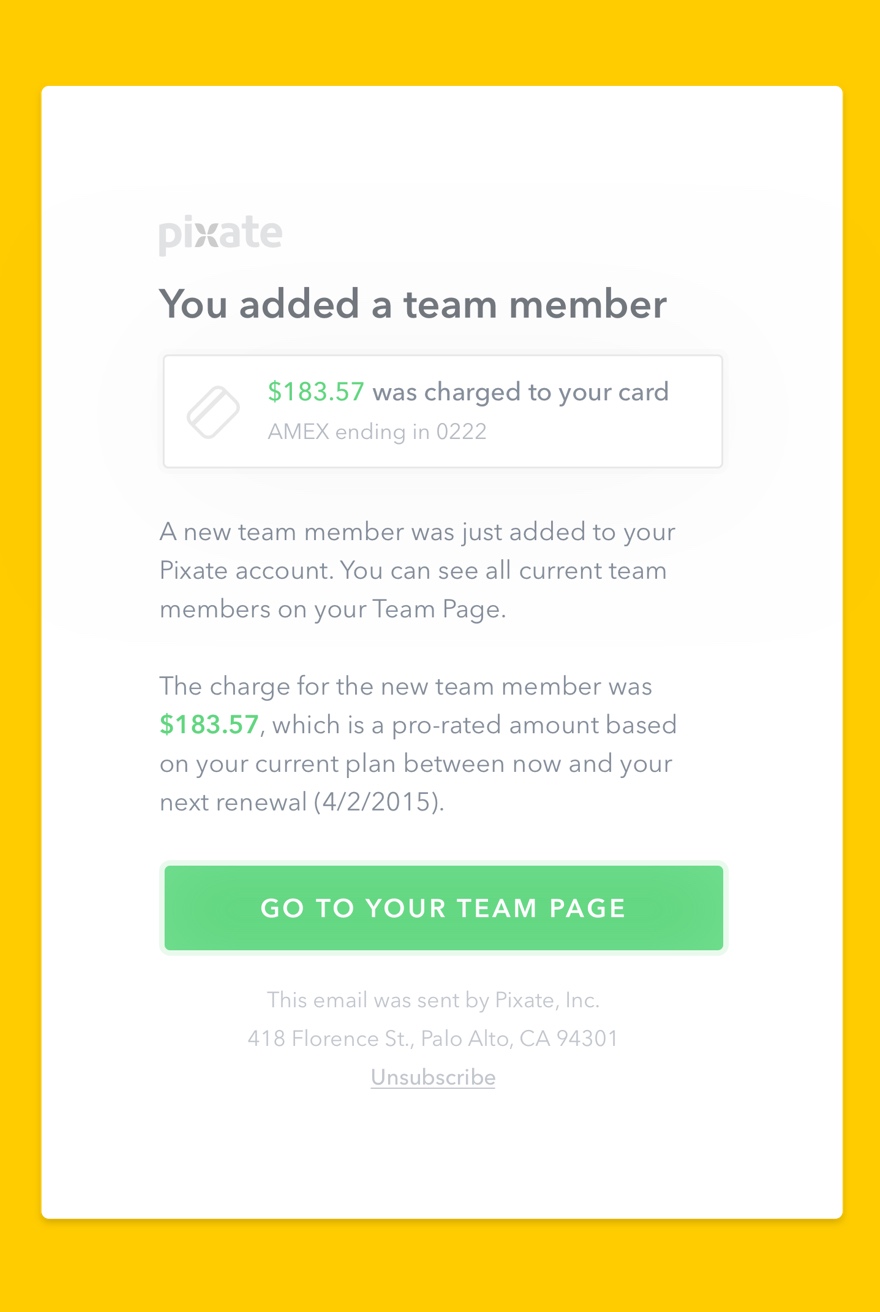 pixate
You added a team member
$183.57 was charged to your card
AMEX ending in 0222
A new team member was just added to your
Pixate account. You can see all current team
members on your Team Page.
The charge for the new team member was
$183.57, which is a pro-rated amount based
on your current plan between now and your
next renewal (4/2/2015).
GO TO YOUR TEAM PAGE
This email was sent by Pixate, Inc.
418 Florence St., Palo Alto, CA 94301
Unsubscribe